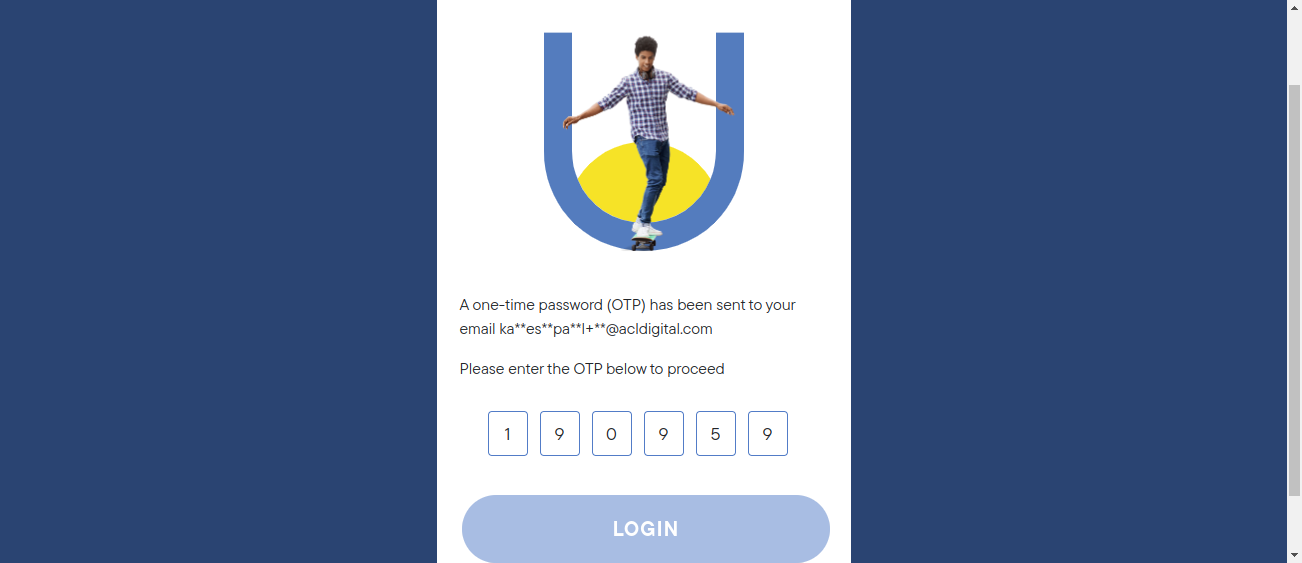 A one-time password (OTP) has been sent to your
email ka**es**pa**l+**@acldigital.com
Please enter the OTP below to proceed
1 9 0 9 5 9
LOGIN